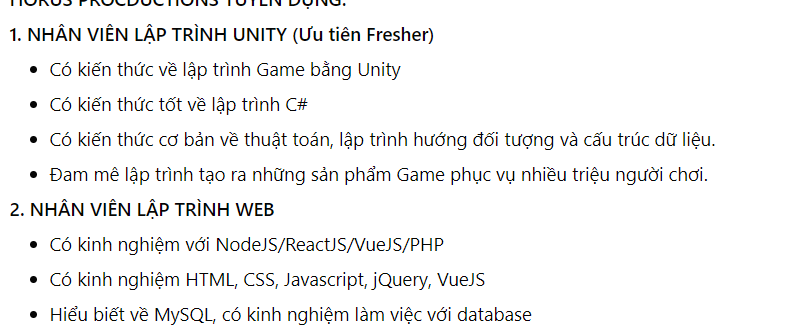 HORUS PROCDUCTIONS TUYỂN DỤNG:
1. NHÂN VIÊN LẬP TRÌNH UNITY (Ưu tiên Fresher)
• Có kiến thức về lập trình Game bằng Unity
• Có kiến thức tốt về lập trình C#
• Có kiến thức cơ bản về thuật toán, lập trình hướng đối tượng và cấu trúc dữ liệu.
• Đam mê lập trình tạo ra những sản phẩm Game phục vụ nhiều triệu người chơi.
2. NHÂN VIÊN LẬP TRÌNH WEB
• Có kinh nghiệm với NodeJS/ReactJS/VueJS/PHP
• Có kinh nghiệm HTML, CSS, Javascript, jQuery, VueJS
• Hiểu biết về MySQL, có kinh nghiệm làm việc với database